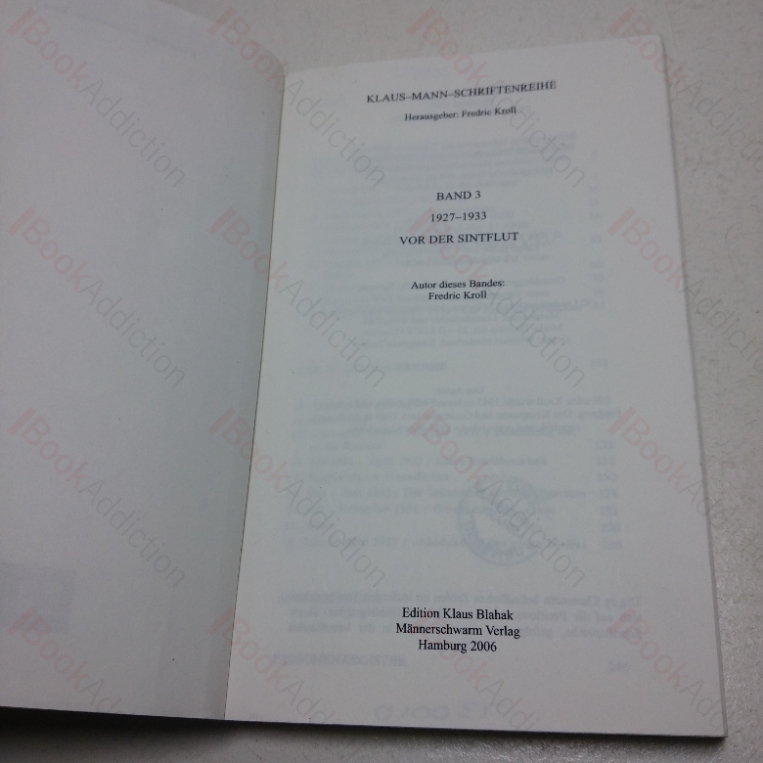 KLAUS–MANN–SCHRIFTENREIHE
Herausgeber: Fredric Kroll
BAND 3
1927–1933
VOR DER SINTFLUT
Autor dieses Bandes:
Fredric Kroll
Edition Klaus Blahak
Männerschwarm Verlag
Hamburg 2006
BookAddiction